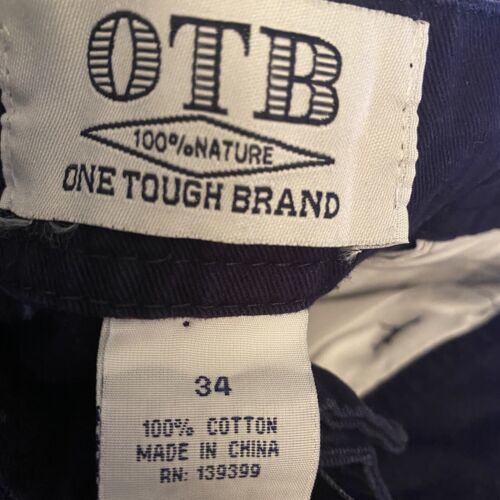 OTB
100%NATURE
ONE TOUGH BRAND
34
100% COTTON
MADE IN CHINA
RN: 139399